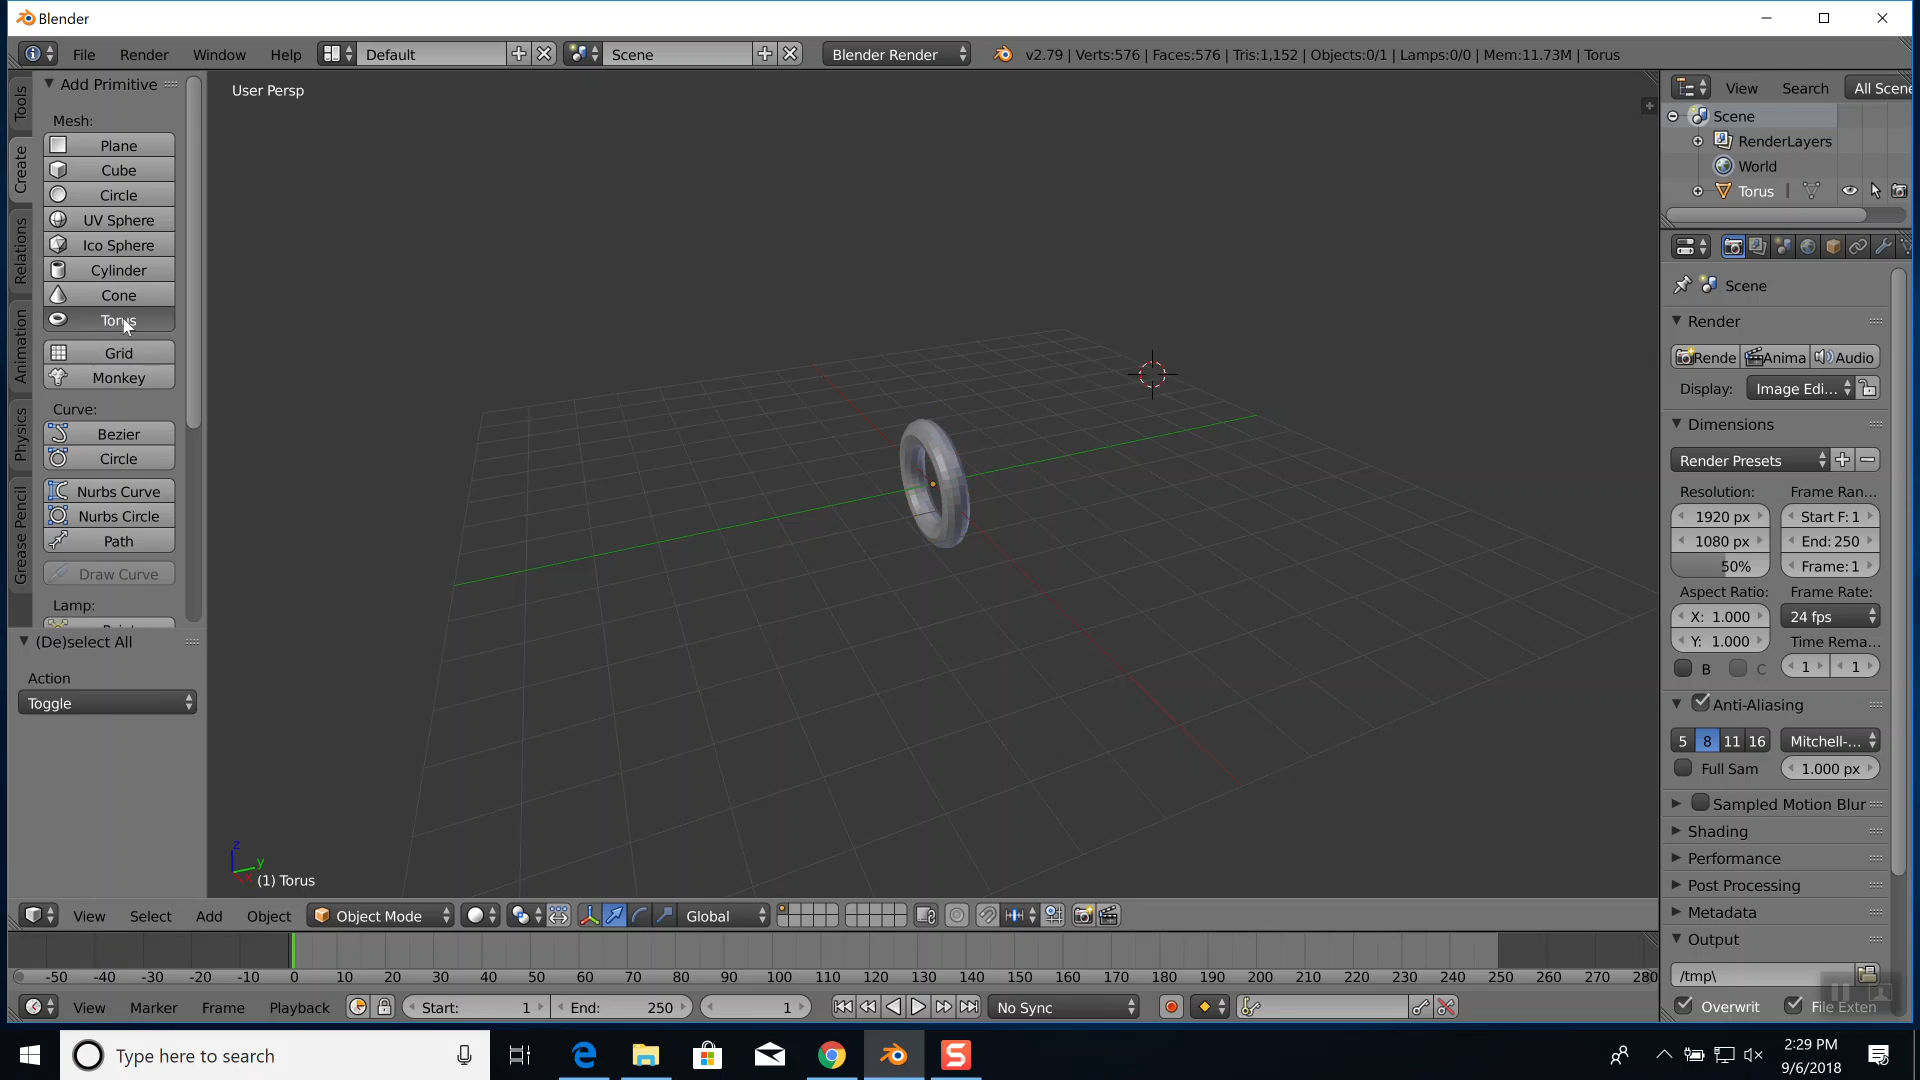 Blender
File Render Window Help Default Scene Blender Render v2.79 | Verts:576 | Faces:576 | Tris:1,152 | Objects:0/1 | Lamps:0/0 | Mem:11.73M | Torus
Tools
Create
Relations
Animation
Physics
Grease Pencil
Add Primitive
Mesh:
Plane
Cube
Circle
UV Sphere
Ico Sphere
Cylinder
Cone
Torus
Grid
Monkey
Curve:
Bezier
Circle
Nurbs Curve
Nurbs Circle
Path
Draw Curve
Lamp:
(De)select All
Action
Toggle
User Persp
z
y
x
(1) Torus
View Search All Scene
Scene
RenderLayers
World
Torus
Scene
Render
Rende Anima Audio
Display: Image Edi...
Dimensions
Render Presets
Resolution: Frame Ran...
1920 px Start F: 1
1080 px End: 250
50% Frame: 1
Aspect Ratio: Frame Rate:
X: 1.000 24 fps
Y: 1.000 Time Rema...
B C 1 1
Anti-Aliasing
5 8 11 16 Mitchell-...
Full Sam 1.000 px
Sampled Motion Blur
Shading
Performance
Post Processing
Metadata
Output
/tmp\
Overwrit File Exten
View Select Add Object Object Mode Global
-50 -40 -30 -20 -10 0 10 20 30 40 50 60 70 80 90 100 110 120 130 140 150 160 170 180 190 200 210 220 230 240 250 260 270 280
View Marker Frame Playback Start: 1 End: 250 1 No Sync
Type here to search
2:29 PM
9/6/2018